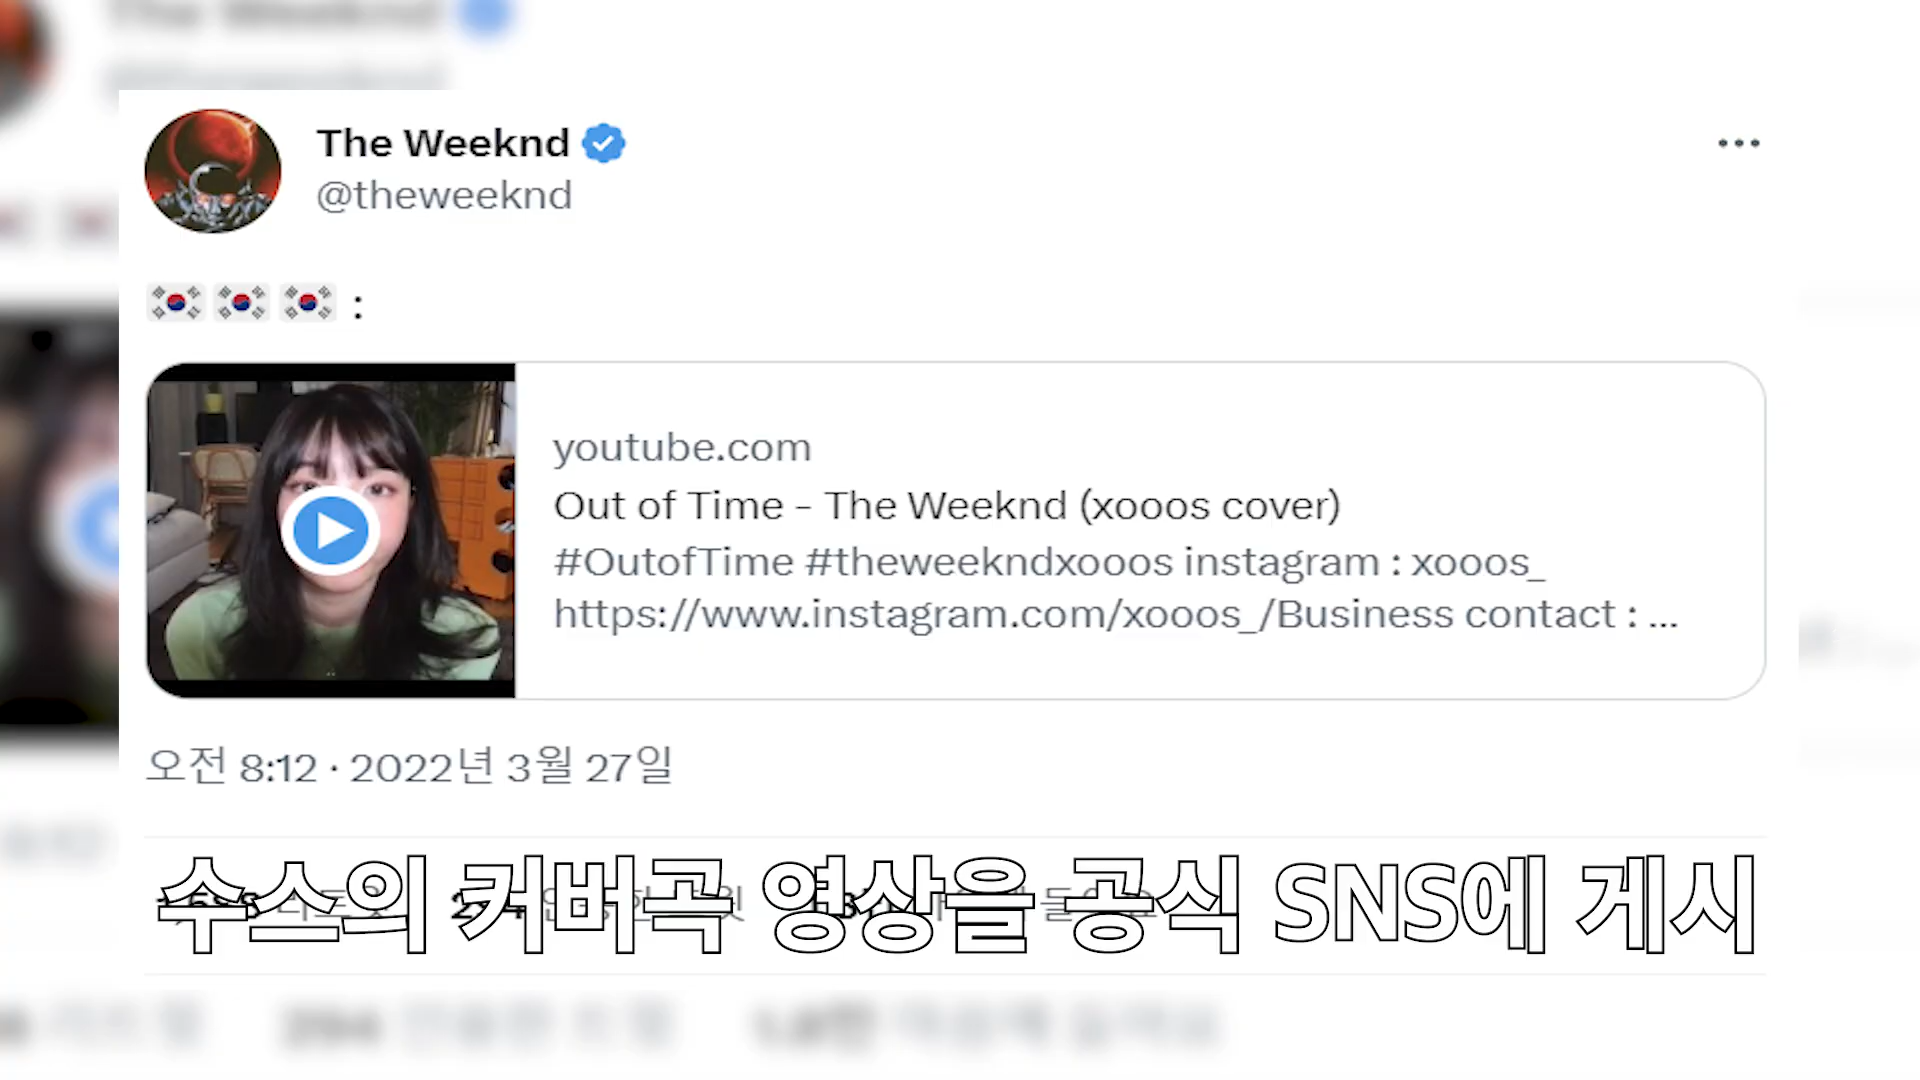 The Weeknd
@theweeknd
🇰🇷 🇰🇷 🇰🇷 :
youtube.com
Out of Time - The Weeknd (xooos cover)
#OutofTime #theweekndxooos instagram : xooos_
https://www.instagram.com/xooos_/Business contact : ...
오전 8:12 · 2022년 3월 27일
수스의 커버곡 영상을 공식 SNS에 게시